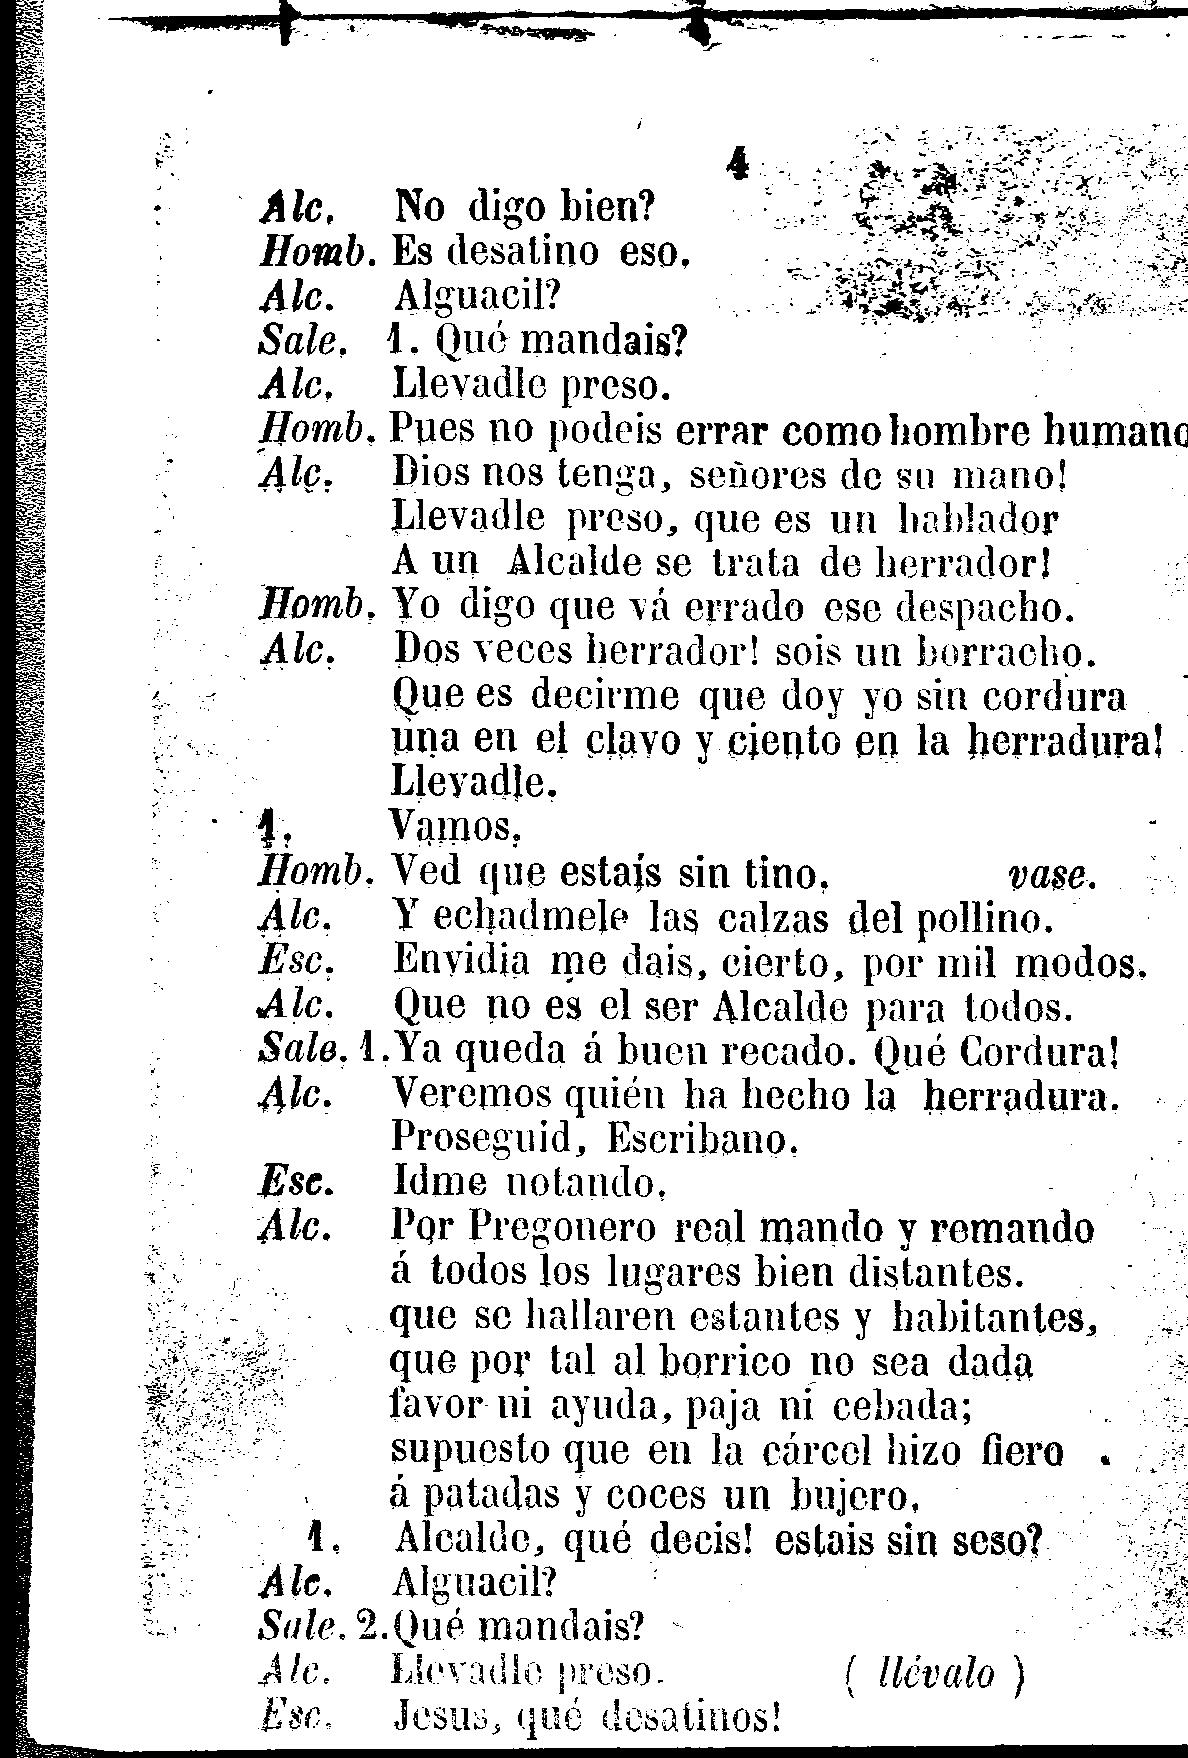 4
Alc. No digo bien?
Homb. Es desatino eso.
Alc. Alguacil?
Sale. 1. Qué mandais?
Alc. Llevadle preso.
Homb. Pues no podeis errar como hombre humano
Alc. Dios nos tenga, señores de su mano!
Llevadle preso, que es un hablador
A un Alcalde se trata de herrador!
Homb. Yo digo que vá errado ese despacho.
Alc. Dos veces herrador! sois un borracho.
Que es decirme que doy yo sin cordura
una en el clavo y ciento en la herradura!
Llevadle.
1. Vamos.
Homb. Ved que estais sin tino. vase.
Alc. Y echadmele las calzas del pollino.
Esc. Envidia me dais, cierto, por mil modos.
Alc. Que no es el ser Alcalde para todos.
Sale. 1. Ya queda á buen recado. Qué Cordura!
Alc. Veremos quién ha hecho la herradura.
Proseguid, Escribano.
Esc. Idme notando.
Alc. Por Pregonero real mando y remando
á todos los lugares bien distantes.
que se hallaren estantes y habitantes,
que por tal al borrico no sea dada
favor ni ayuda, paja ni cebada;
supuesto que en la cárcel hizo fiero
á patadas y coces un bujero.
1. Alcalde, qué decis! estais sin seso?
Alc. Alguacil?
Sale. 2. Qué mandais?
Alc. Llevadle preso. ( llévalo )
Esc. Jesus, qué desatinos!